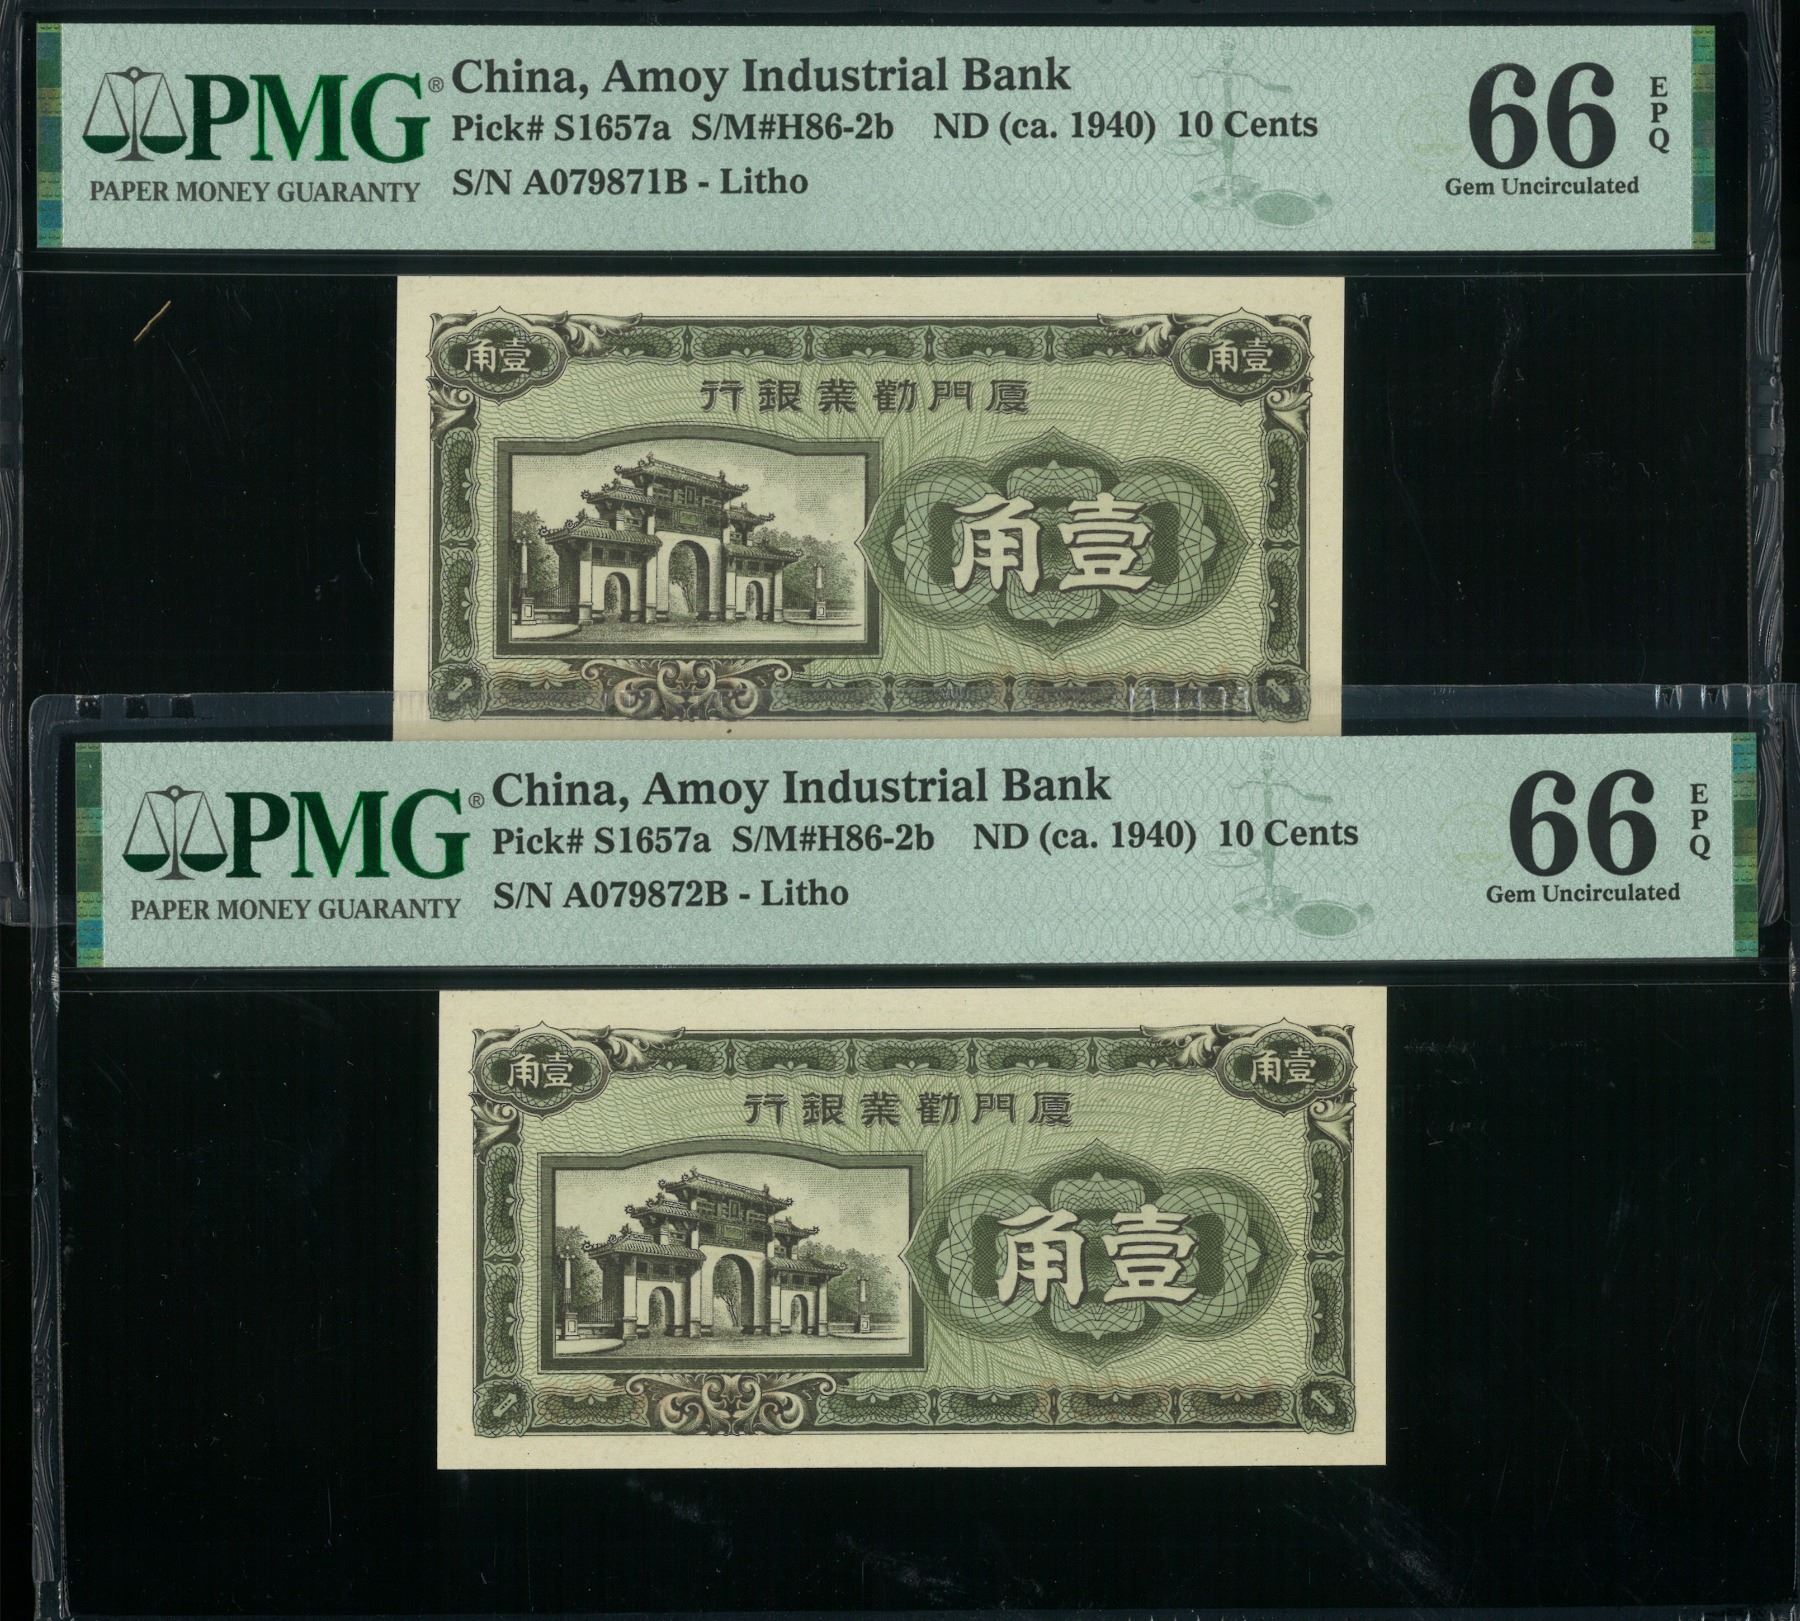 PMG® China, Amoy Industrial Bank
Pick# S1657a S/M#H86-2b ND (ca. 1940) 10 Cents
PAPER MONEY GUARANTY S/N A079871B - Litho
66 EPQ
Gem Uncirculated
角壹 角壹
行銀業勸門廈
角壹
PMG® China, Amoy Industrial Bank
Pick# S1657a S/M#H86-2b ND (ca. 1940) 10 Cents
PAPER MONEY GUARANTY S/N A079872B - Litho
66 EPQ
Gem Uncirculated
角壹 角壹
行銀業勸門廈
角壹